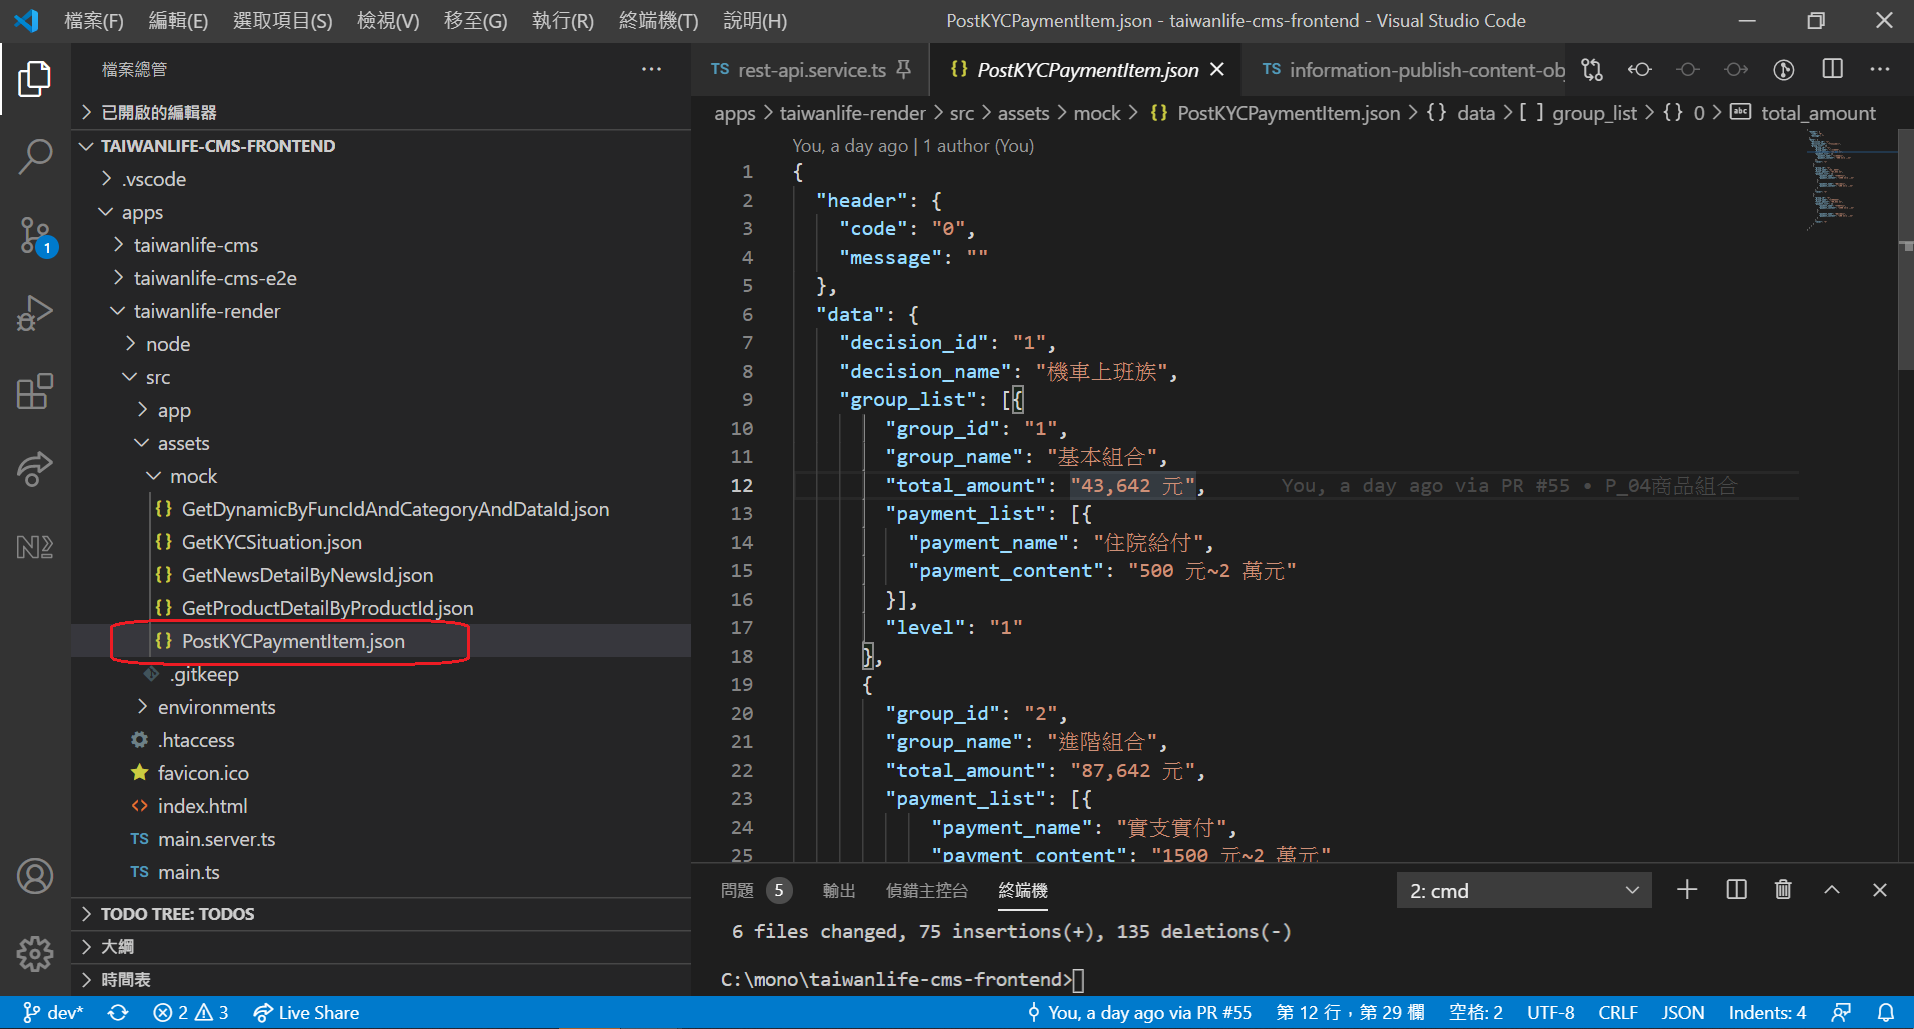 檔案(F) 編輯(E) 選取項目(S) 檢視(V) 移至(G) 執行(R) 終端機(T) 說明(H) PostKYCPaymentItem.json - taiwanlife-cms-frontend - Visual Studio Code
檔案總管
已開啟的編輯器
TAIWANLIFE-CMS-FRONTEND
.vscode
apps
taiwanlife-cms
taiwanlife-cms-e2e
taiwanlife-render
node
src
app
assets
mock
GetDynamicByFuncIdAndCategoryAndDataId.json
GetKYCSituation.json
GetNewsDetailByNewsId.json
GetProductDetailByProductId.json
PostKYCPaymentItem.json
.gitkeep
environments
.htaccess
favicon.ico
index.html
TS main.server.ts
TS main.ts
TODO TREE: TODOS
大綱
時間表
1
TS rest-api.service.ts {} PostKYCPaymentItem.json TS information-publish-content-ob
apps > taiwanlife-render > src > assets > mock > {} PostKYCPaymentItem.json > {} data > [ ] group_list > {} 0 > abc total_amount
You, a day ago | 1 author (You)
1 {
2 "header": {
3 "code": "0",
4 "message": ""
5 },
6 "data": {
7 "decision_id": "1",
8 "decision_name": "機車上班族",
9 "group_list": [{
10 "group_id": "1",
11 "group_name": "基本組合",
12 "total_amount": "43,642 元", You, a day ago via PR #55 • P_04商品組合
13 "payment_list": [{
14 "payment_name": "住院給付",
15 "payment_content": "500 元~2 萬元"
16 }],
17 "level": "1"
18 },
19 {
20 "group_id": "2",
21 "group_name": "進階組合",
22 "total_amount": "87,642 元",
23 "payment_list": [{
24 "payment_name": "實支實付",
25 "payment_content": "1500 元~2 萬元"
問題 5 輸出 偵錯主控台 終端機 2: cmd
6 files changed, 75 insertions(+), 135 deletions(-)
C:\mono\taiwanlife-cms-frontend>
dev* 2 3 Live Share You, a day ago via PR #55 第 12 行，第 29 欄 空格: 2 UTF-8 CRLF JSON Indents: 4